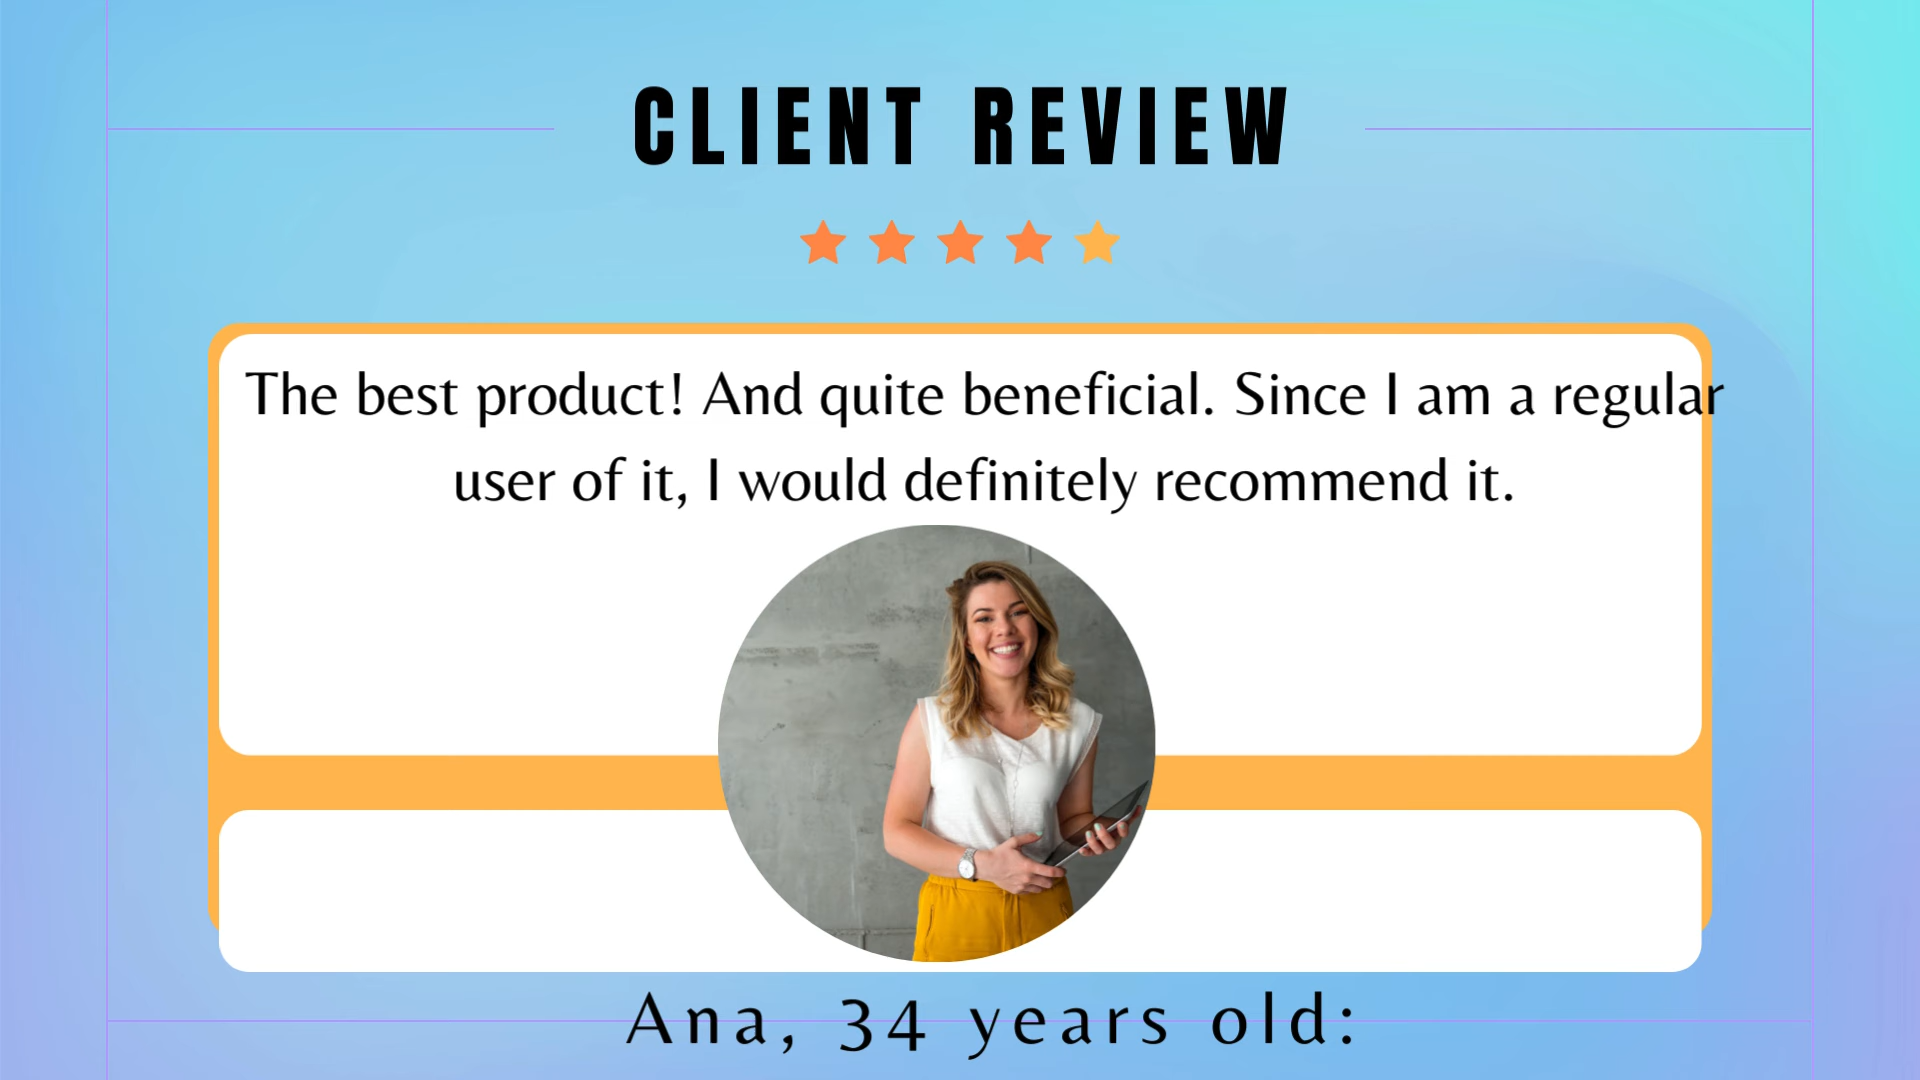 CLIENT REVIEW
The best product! And quite beneficial. Since I am a regular
user of it, I would definitely recommend it.
Ana, 34 years old: